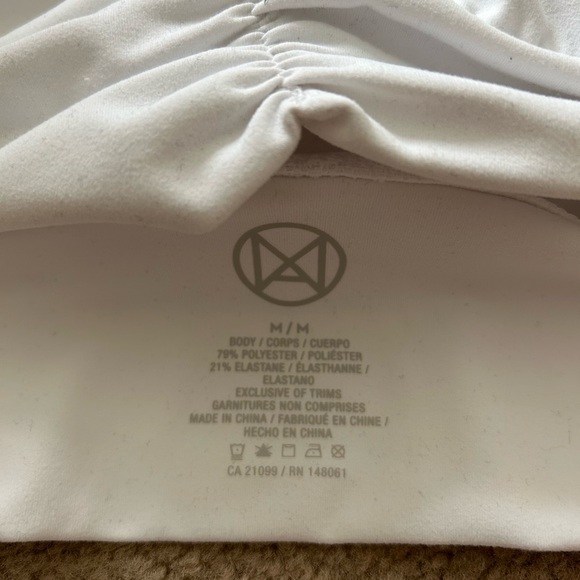 M / M
BODY / CORPS / CUERPO
79% POLYESTER / POLIÉSTER
21% ELASTANE / ÉLASTHANNE /
ELASTANO
EXCLUSIVE OF TRIMS
GARNITURES NON COMPRISES
MADE IN CHINA / FABRIQUÉ EN CHINE /
HECHO EN CHINA
CA 21099 / RN 148061